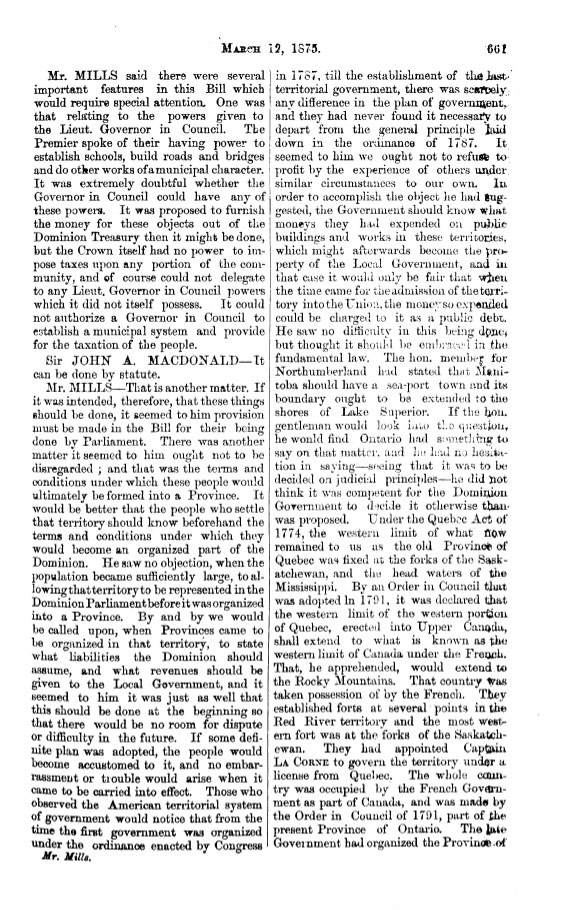 MARCH 12, 1875.
661
Mr. MILLS said there were several
important features in this Bill which
would require special attention. One was
that relating to the powers given to
the Lieut. Governor in Council. The
Premier spoke of their having power to
establish schools, build roads and bridges
and do other works of a municipal character.
It was extremely doubtful whether the
Governor in Council could have any of
these powers. It was proposed to furnish
the money for these objects out of the
Dominion Treasury then it might be done,
but the Crown itself had no power to im-
pose taxes upon any portion of the com-
munity, and of course could not delegate
to any Lieut. Governor in Council powers
which it did not itself possess. It could
not authorize a Governor in Council to
establish a municipal system and provide
for the taxation of the people.
Sir JOHN A. MACDONALD—It
can be done by statute.
Mr. MILLS—That is another matter. If
it was intended, therefore, that these things
should be done, it seemed to him provision
must be made in the Bill for their being
done by Parliament. There was another
matter it seemed to him ought not to be
disregarded ; and that was the terms and
conditions under which these people would
ultimately be formed into a Province. It
would be better that the people who settle
that territory should know beforehand the
terms and conditions under which they
would become an organized part of the
Dominion. He saw no objection, when the
population became sufficiently large, to al-
lowing that territory to be represented in the
Dominion Parliament before it was organized
into a Province. By and by we would
be called upon, when Provinces came to
be organized in that territory, to state
what liabilities the Dominion should
assume, and what revenues should be
given to the Local Government, and it
seemed to him it was just as well that
this should be done at the beginning so
that there would be no room for dispute
or difficulty in the future. If some defi-
nite plan was adopted, the people would
become accustomed to it, and no embar-
rassment or trouble would arise when it
came to be carried into effect. Those who
observed the American territorial system
of government would notice that from the
time the first government was organized
under the ordinance enacted by Congress
Mr. Mills.
in 1787, till the establishment of the last
territorial government, there was scarcely
any difference in the plan of government,
and they had never found it necessary to
depart from the general principle laid
down in the ordinance of 1787. It
seemed to him we ought not to refuse to
profit by the experience of others under
similar circumstances to our own. In
order to accomplish the object he had sug-
gested, the Government should know what
moneys they had expended on public
buildings and works in these territories,
which might afterwards become the pro-
perty of the Local Government, and in
that case it would only be fair that when
the time came for the admission of the terri-
tory into the Union, the money so expended
could be charged to it as a public debt.
He saw no difficulty in this being done,
but thought it should be embraced in the
fundamental law. The hon. member for
Northumberland had stated that Mani-
toba should have a sea-port town and its
boundary ought to be extended to the
shores of Lake Superior. If the hon.
gentleman would look into the question,
he would find Ontario had something to
say on that matter, and he had no hesita-
tion in saying—seeing that it was to be
decided on judicial principles—he did not
think it was competent for the Dominion
Government to decide it otherwise than
was proposed. Under the Quebec Act of
1774, the western limit of what now
remained to us as the old Province of
Quebec was fixed at the forks of the Sask-
atchewan, and the head waters of the
Mississippi. By an Order in Council that
was adopted in 1791, it was declared that
the western limit of the western portion
of Quebec, erected into Upper Canada,
shall extend to what is known as the
western limit of Canada under the French.
That, he apprehended, would extend to
the Rocky Mountains. That country was
taken possession of by the French. They
established forts at several points in the
Red River territory and the most west-
ern fort was at the forks of the Saskatch-
ewan. They had appointed Captain
LA CORNE to govern the territory under a
license from Quebec. The whole coun-
try was occupied by the French Govern-
ment as part of Canada, and was made by
the Order in Council of 1791, part of the
present Province of Ontario. The late
Government had organized the Province of